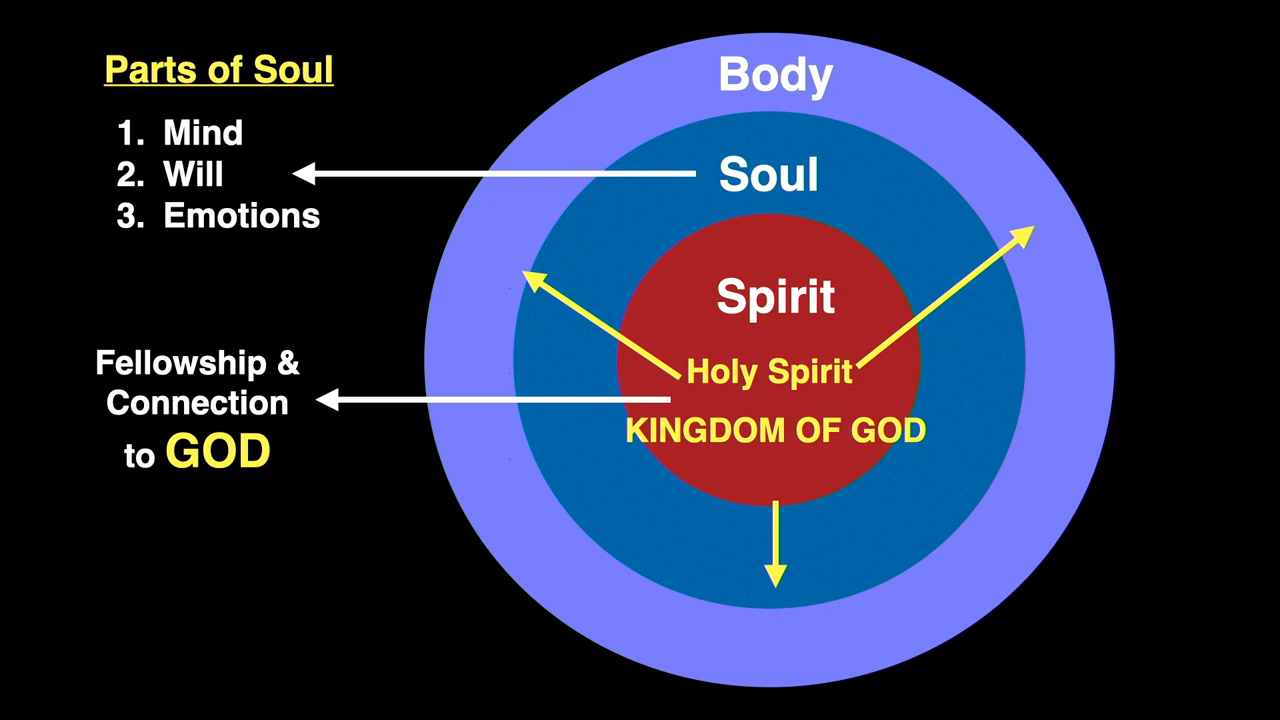 Parts of Soul
1. Mind
2. Will
3. Emotions
Fellowship &
Connection
to GOD
Body
Soul
Spirit
Holy Spirit
KINGDOM OF GOD